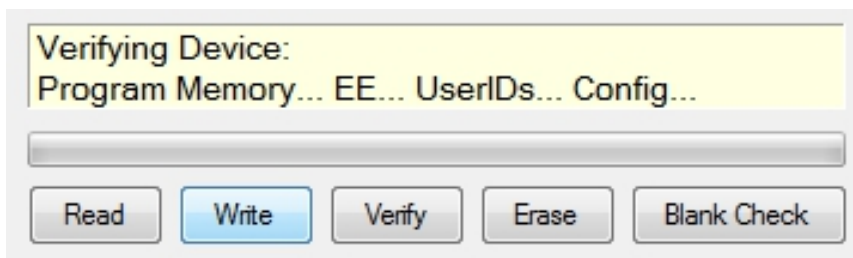 Verifying Device:
Program Memory... EE... UserIDs... Config...
Read Write Verify Erase Blank Check